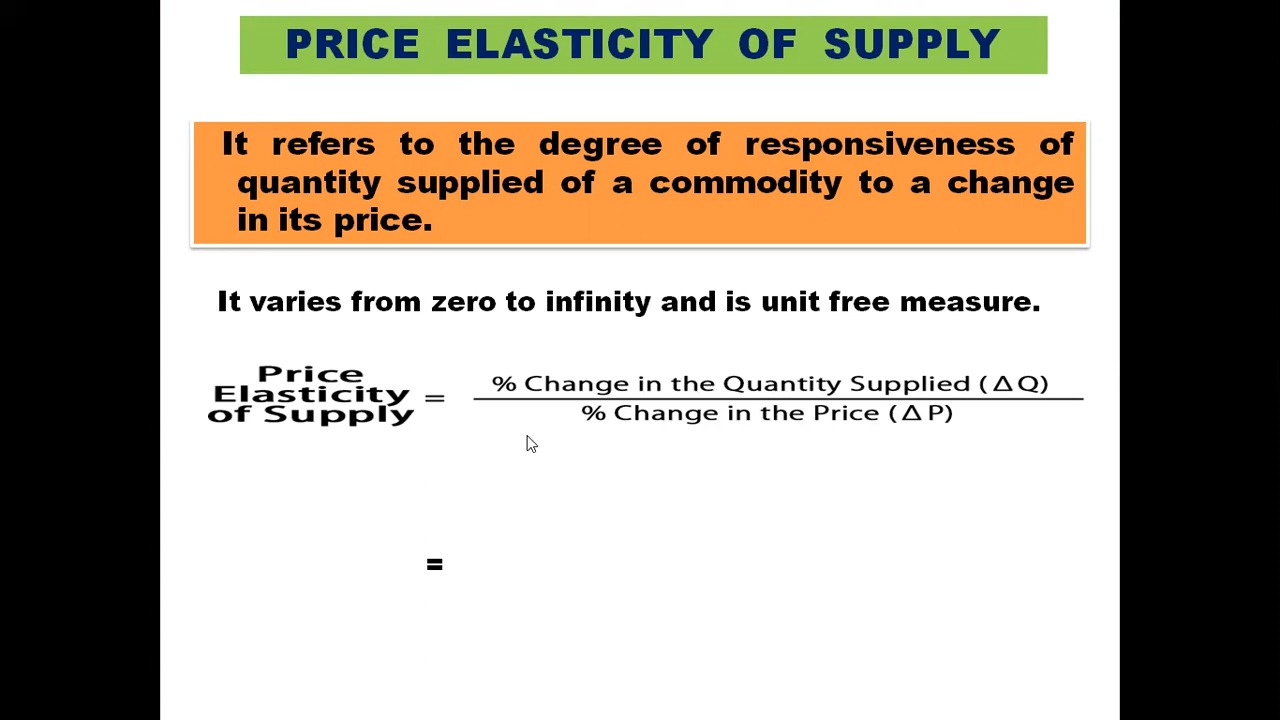 PRICE ELASTICITY OF SUPPLY
It refers to the degree of responsiveness of
quantity supplied of a commodity to a change
in its price.
It varies from zero to infinity and is unit free measure.
Price
Elasticity
of Supply
=
% Change in the Quantity Supplied (Δ Q)
% Change in the Price (Δ P)
=